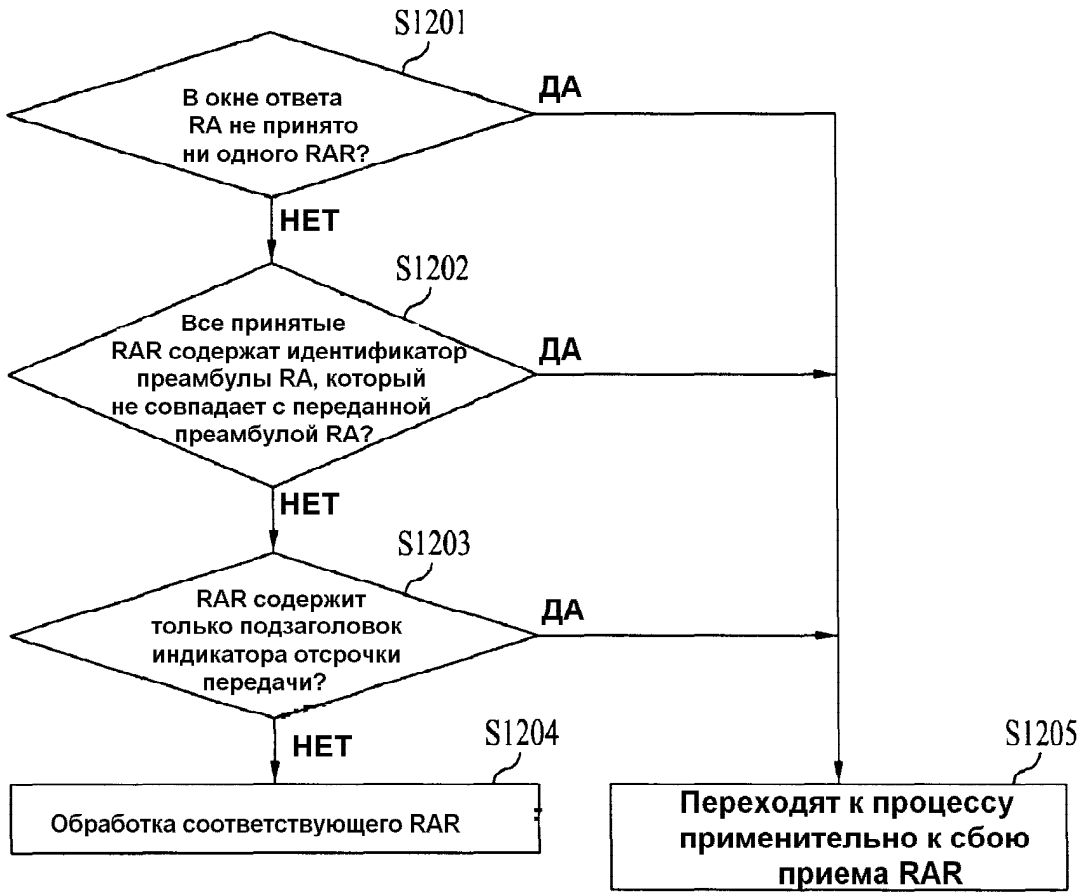 S1201
В окне ответа
RA не принято
ни одного RAR?
ДА
НЕТ
S1202
Все принятые
RAR содержат идентификатор
преамбулы RA, который
не совпадает с переданной
преамбулой RA?
ДА
НЕТ
S1203
RAR содержит
только подзаголовок
индикатора отсрочки
передачи?
ДА
НЕТ
S1204
Обработка соответствующего RAR
S1205
Переходят к процессу
применительно к сбою
приема RAR